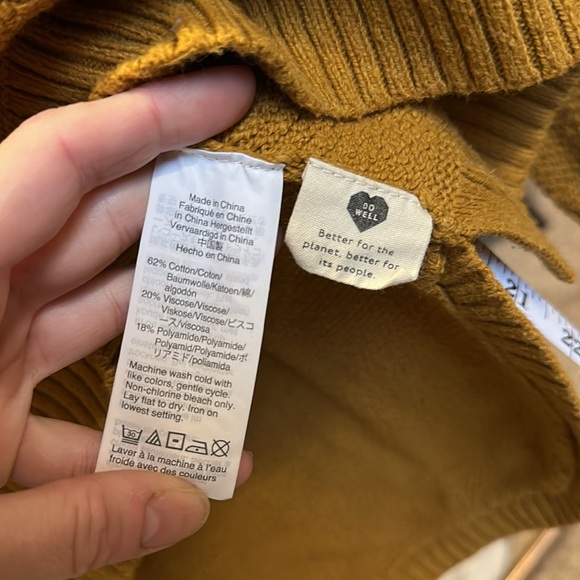 Made in China
Fabriqué en Chine
in China Hergestellt
Vervaardigd in China
中国製
Hecho en China
62% Cotton/Coton/
Baumwolle/Katoen/綿/
algodón
20% Viscose/Viscose/
Viskose/Viscose/ビスコ
ース/viscosa
18% Polyamide/Polyamide/
Polyamid/Polyamide/ポ
リアミド/poliamida
Machine wash cold with
like colors, gentle cycle.
Non-chlorine bleach only.
Lay flat to dry. Iron on
lowest setting.
30
Laver à la machine à l'eau
froide avec des couleurs
DO
WELL
Better for the
planet, better for
its people.
21
22